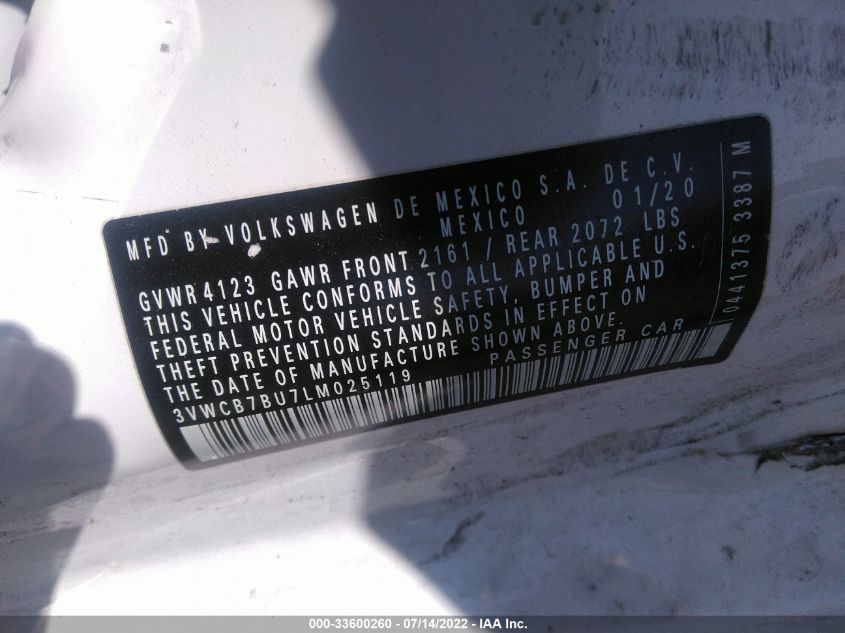 MFD BY VOLKSWAGEN DE MEXICO S.A. DE C.V.
MEXICO 01/20
GVWR 4123 GAWR FRONT 2161 / REAR 2072 LBS
THIS VEHICLE CONFORMS TO ALL APPLICABLE U.S.
FEDERAL MOTOR VEHICLE SAFETY, BUMPER AND
THEFT PREVENTION STANDARDS IN EFFECT ON
THE DATE OF MANUFACTURE SHOWN ABOVE.
3VWCB7BU7LM025119 PASSENGER CAR
0441375 3387 M
000-33600260 - 07/14/2022 - IAA Inc.